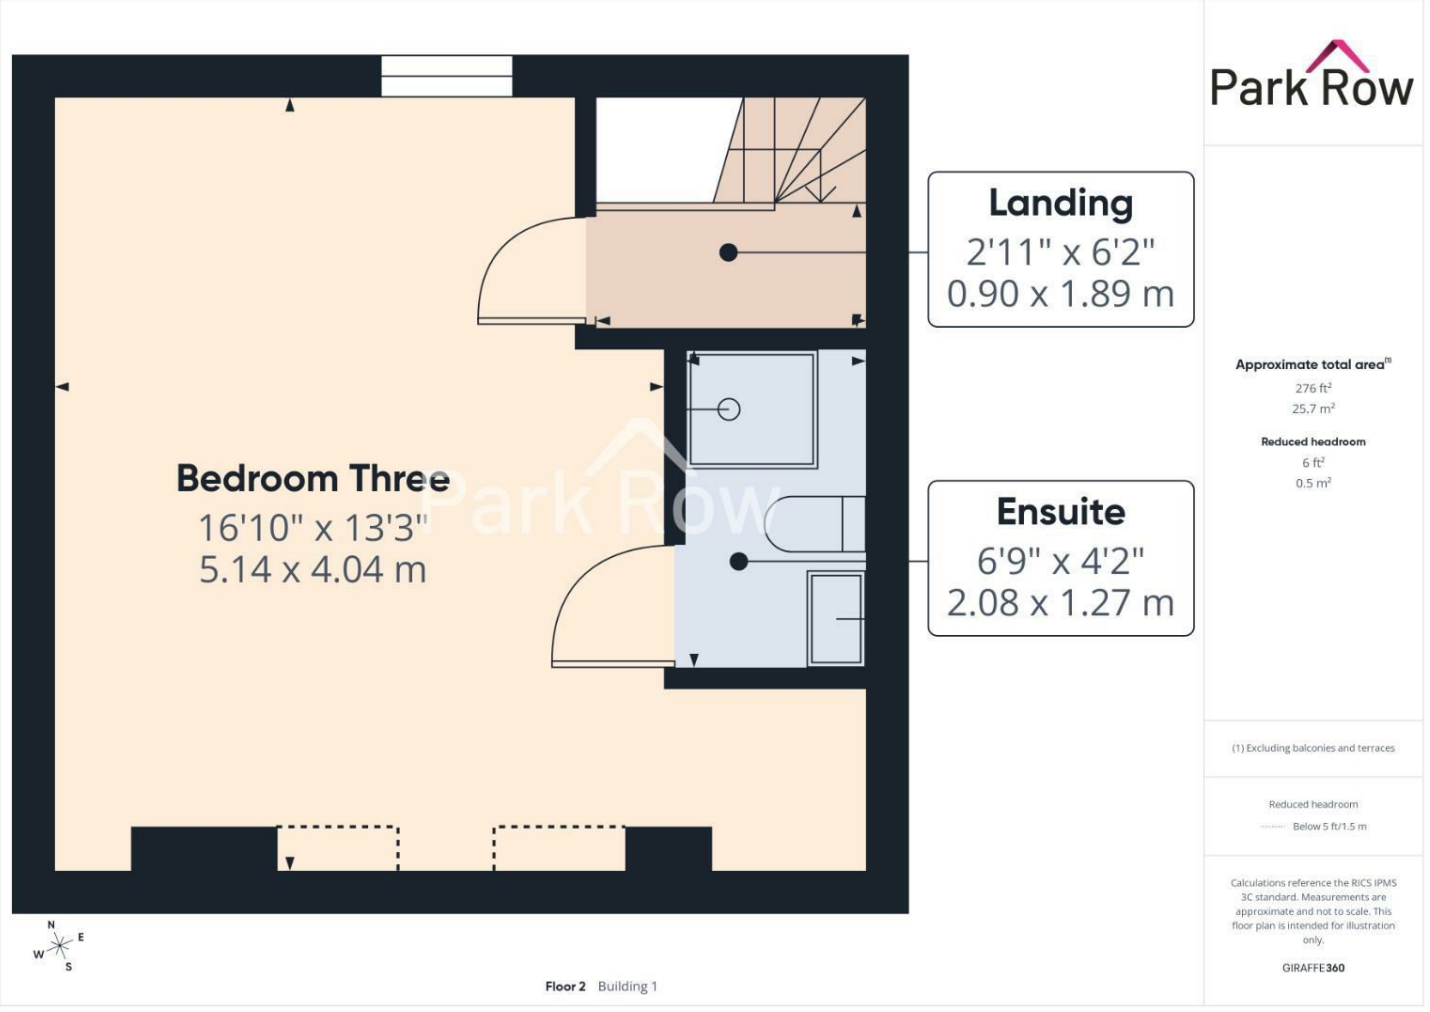 Park Row
Landing
2'11" x 6'2"
0.90 x 1.89 m
Approximate total area(1)
276 ft²
25.7 m²
Reduced headroom
6 ft²
0.5 m²
Bedroom Three
16'10" x 13'3"
5.14 x 4.04 m
Park Row
Ensuite
6'9" x 4'2"
2.08 x 1.27 m
(1) Excluding balconies and terraces
Reduced headroom
Below 5 ft/1.5 m
Calculations reference the RICS IPMS
3C standard. Measurements are
approximate and not to scale. This
floor plan is intended for illustration
only.
GIRAFFE360
N
E
W
S
Floor 2 Building 1